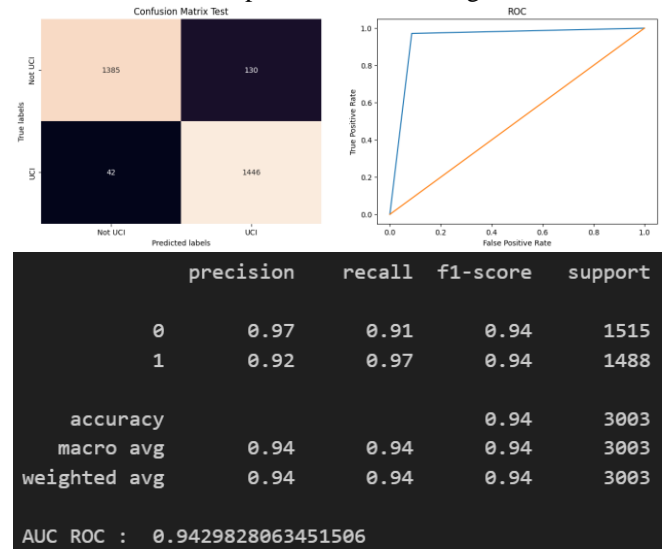 Confusion Matrix Test
Not UCI
UCI
True labels
1385
130
42
1446
Not UCI
UCI
Predicted labels
ROC
True Positive Rate
1.0
0.8
0.6
0.4
0.2
0.0
0.0
0.2
0.4
0.6
0.8
1.0
False Positive Rate
precision recall f1-score support
0 0.97 0.91 0.94 1515
1 0.92 0.97 0.94 1488
accuracy 0.94 3003
macro avg 0.94 0.94 0.94 3003
weighted avg 0.94 0.94 0.94 3003
AUC ROC : 0.9429828063451506